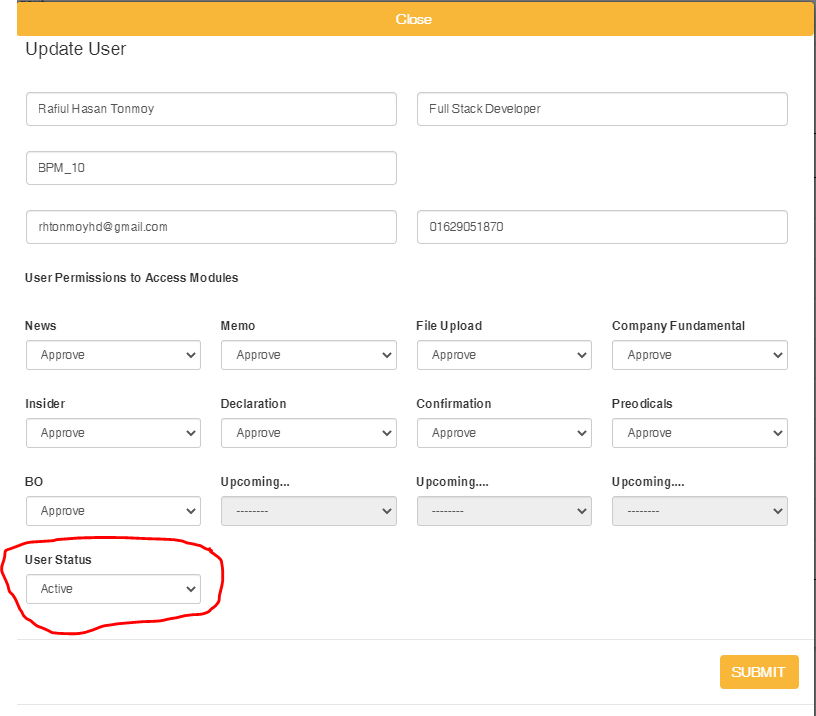 Close
Update User
Rafiul Hasan Tonmoy Full Stack Developer
BPM_10
rhtonmoyhd@gmail.com 01629051870
User Permissions to Access Modules
News Memo File Upload Company Fundamental
Approve Approve Approve Approve
Insider Declaration Confirmation Preodicals
Approve Approve Approve Approve
BO Upcoming... Upcoming.... Upcoming....
Approve -------- -------- --------
User Status
Active
SUBMIT